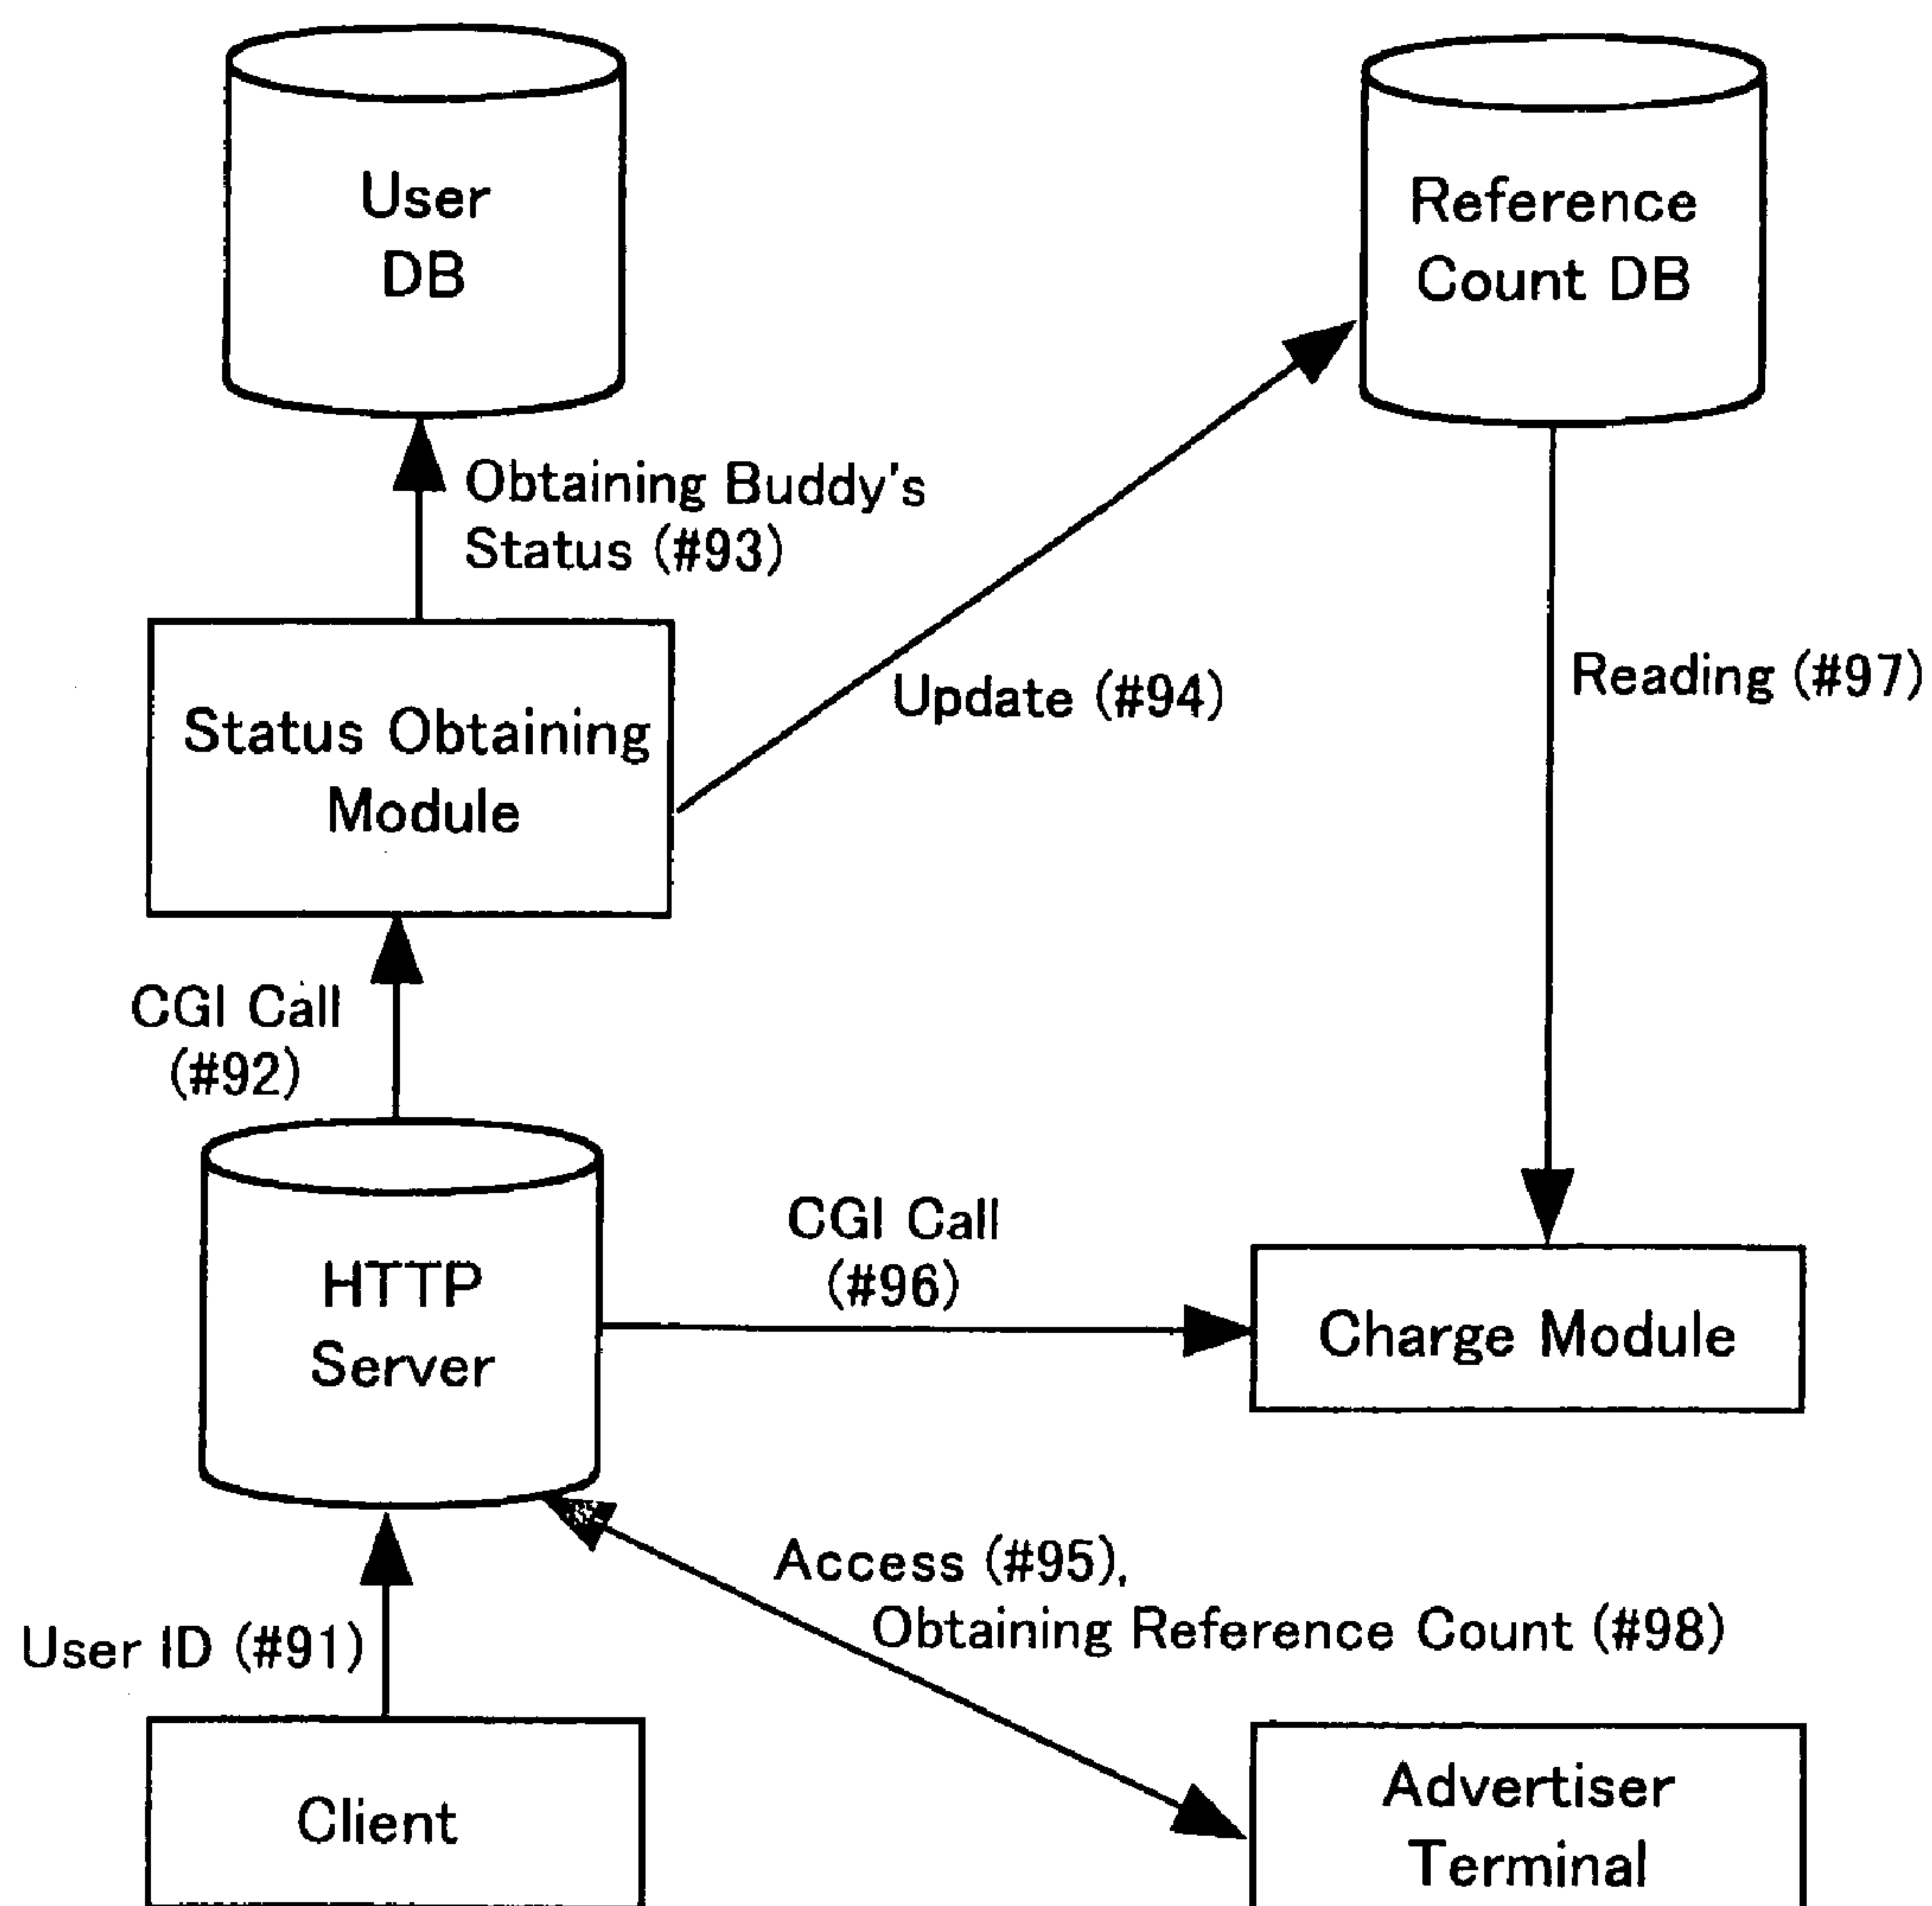 User
DB
Reference
Count DB
Obtaining Buddy's
Status (#93)
Update (#94)
Reading (#97)
Status Obtaining
Module
CGI Call
(#92)
HTTP
Server
CGI Call
(#96)
Charge Module
Access (#95),
Obtaining Reference Count (#98)
User ID (#91)
Client
Advertiser
Terminal